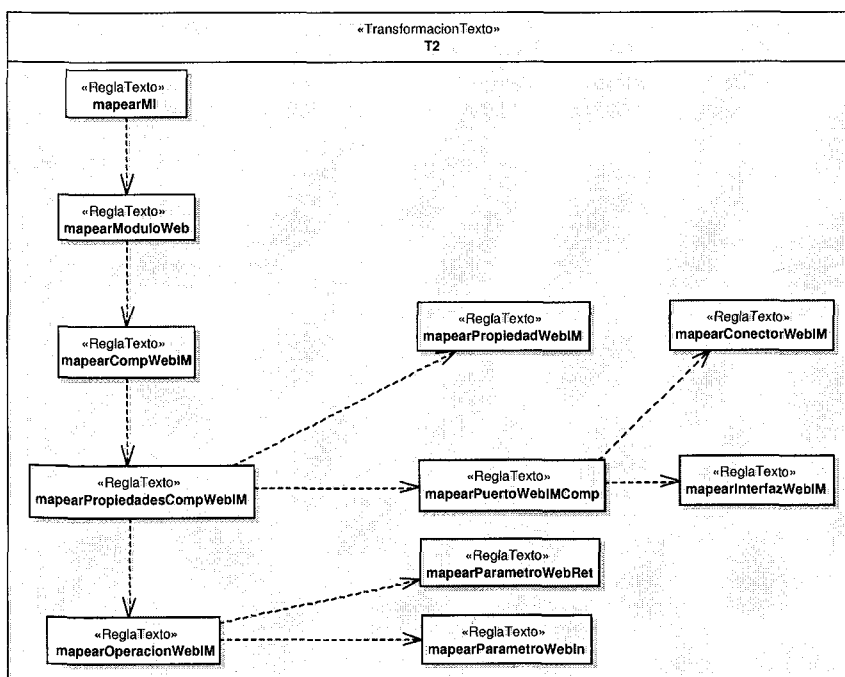 «TransformacionTexto»
T2
«ReglaTexto»
mapearMI
«ReglaTexto»
mapearModuloWeb
«ReglaTexto»
mapearCompWebIM
«ReglaTexto»
mapearPropiedadWebIM
«ReglaTexto»
mapearConectorWebIM
«ReglaTexto»
mapearPropiedadesCompWebIM
«ReglaTexto»
mapearPuertoWebIMComp
«ReglaTexto»
mapearInterfazWebIM
«ReglaTexto»
mapearParametroWebRet
«ReglaTexto»
mapearOperacionWebIM
«ReglaTexto»
mapearParametroWebIn